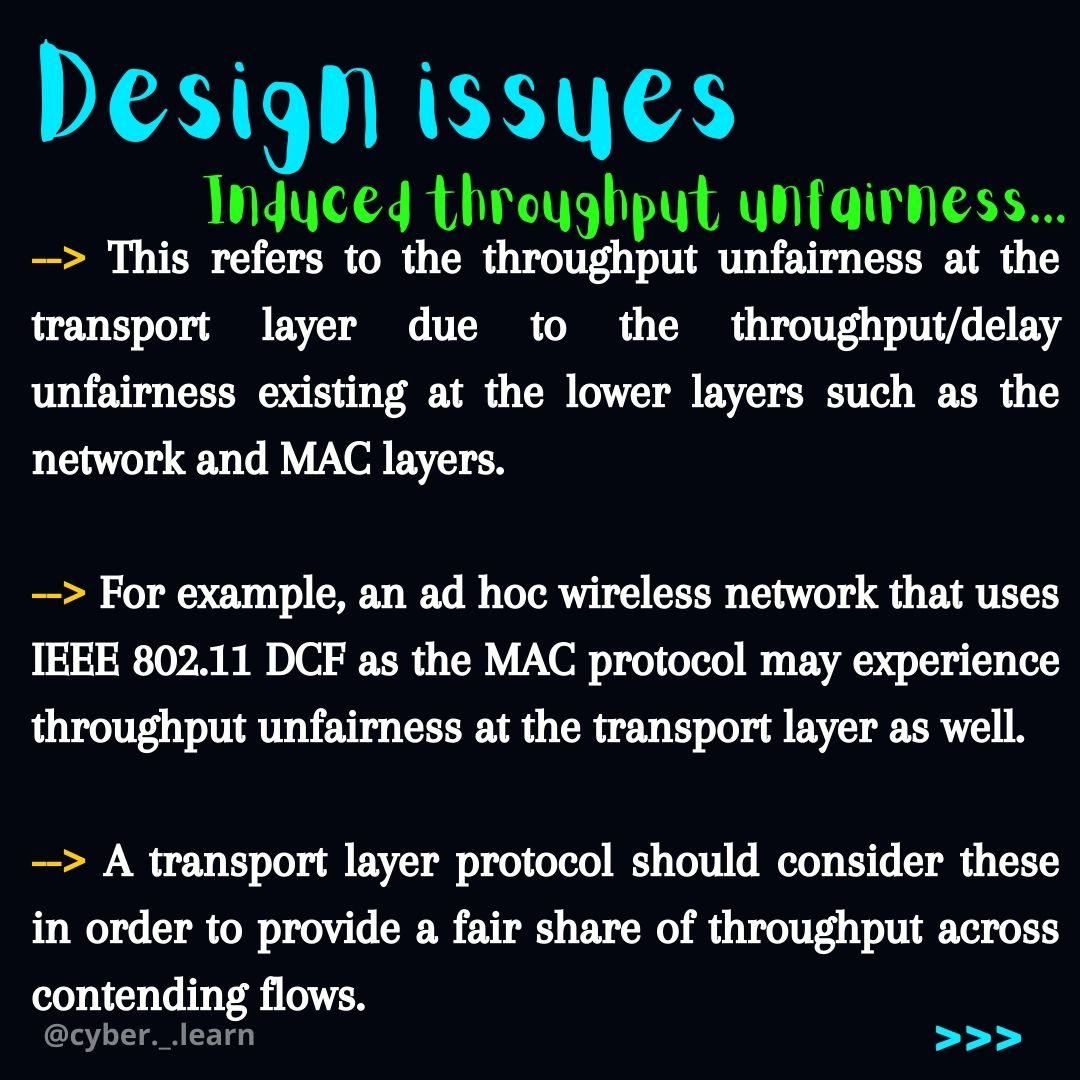 Design issues
Induced throughput unfairness...
--> This refers to the throughput unfairness at the
transport layer due to the throughput/delay
unfairness existing at the lower layers such as the
network and MAC layers.
--> For example, an ad hoc wireless network that uses
IEEE 802.11 DCF as the MAC protocol may experience
throughput unfairness at the transport layer as well.
--> A transport layer protocol should consider these
in order to provide a fair share of throughput across
contending flows.
@cyber._.learn
>>>